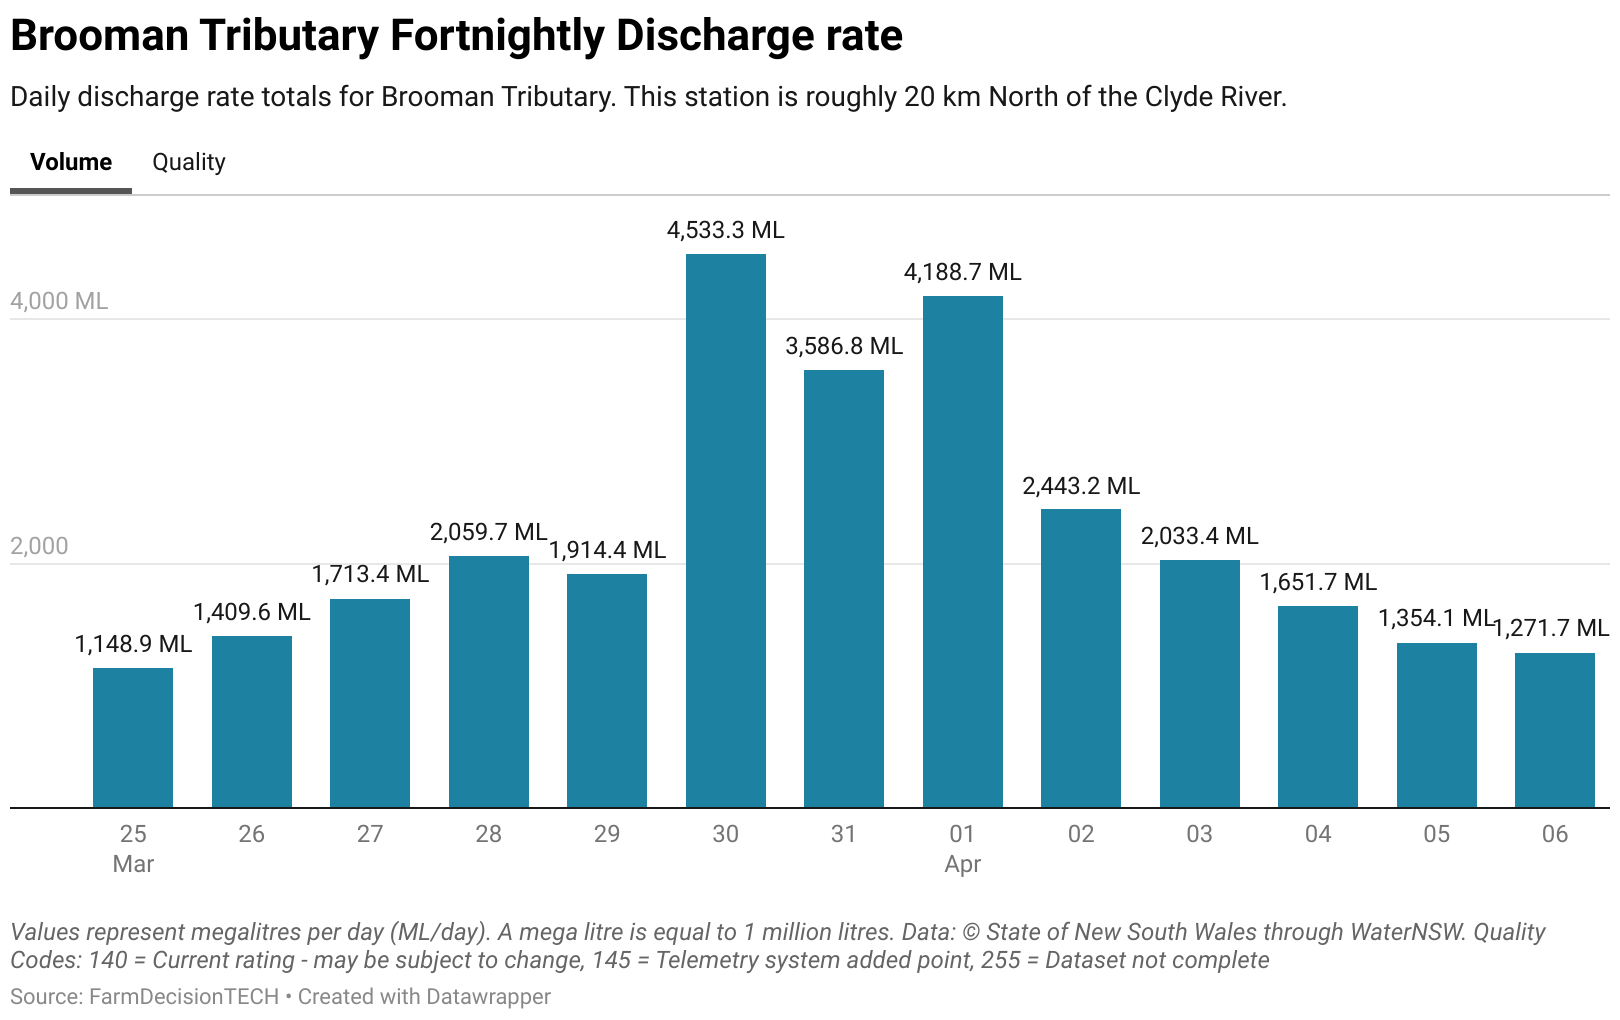 Brooman Tributary Fortnightly Discharge rate
Daily discharge rate totals for Brooman Tributary. This station is roughly 20 km North of the Clyde River.
Volume Quality
4,533.3 ML
4,188.7 ML
4,000 ML
3,586.8 ML
2,443.2 ML
2,059.7 ML
2,033.4 ML
2,000
1,914.4 ML
1,713.4 ML
1,651.7 ML
1,409.6 ML
1,354.1 ML
1,271.7 ML
1,148.9 ML
25 26 27 28 29 30 31 01 02 03 04 05 06
Mar Apr
Values represent megalitres per day (ML/day). A mega litre is equal to 1 million litres. Data: © State of New South Wales through WaterNSW. Quality
Codes: 140 = Current rating - may be subject to change, 145 = Telemetry system added point, 255 = Dataset not complete
Source: FarmDecisionTECH • Created with Datawrapper